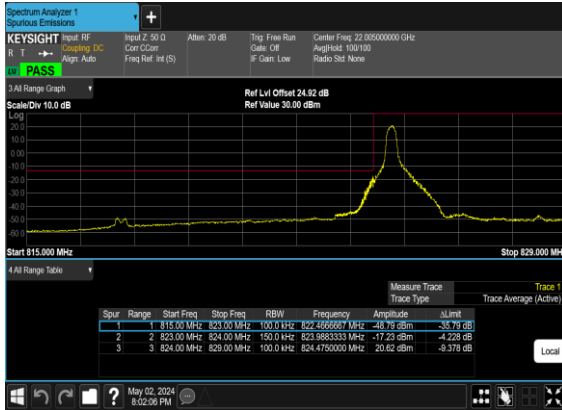 Spectrum Analyzer 1
Spurious Emissions
KEYSIGHT Input: RF Input Z: 50 Ω Atten: 20 dB Trig: Free Run Center Freq: 22.005000000 GHz
R T Coupling: DC Corr CCorr Gate: Off Avg|Hold: 100/100
Align: Auto Freq Ref: Int (S) IF Gain: Low Radio Std: None
PASS
3 All Range Graph
Ref Lvl Offset 24.92 dB
Scale/Div 10.0 dB Ref Value 30.00 dBm
Log
20.0
10.0
0.00
-10.0
-20.0
-30.0
-40.0
-50.0
-60.0
Start 815.000 MHz Stop 829.000 MHz
4 All Range Table
Measure Trace Trace 1
Trace Type Trace Average (Active)
Spur Range Start Freq Stop Freq RBW Frequency Amplitude ΔLimit
1 1 815.00 MHz 823.00 MHz 100.0 kHz 822.4666667 MHz -48.79 dBm -35.79 dB
2 2 823.00 MHz 824.00 MHz 150.0 kHz 823.9883333 MHz -17.23 dBm -4.228 dB
3 3 824.00 MHz 829.00 MHz 100.0 kHz 824.4750000 MHz 20.62 dBm -9.378 dB
Local
May 02, 2024
8:02:06 PM